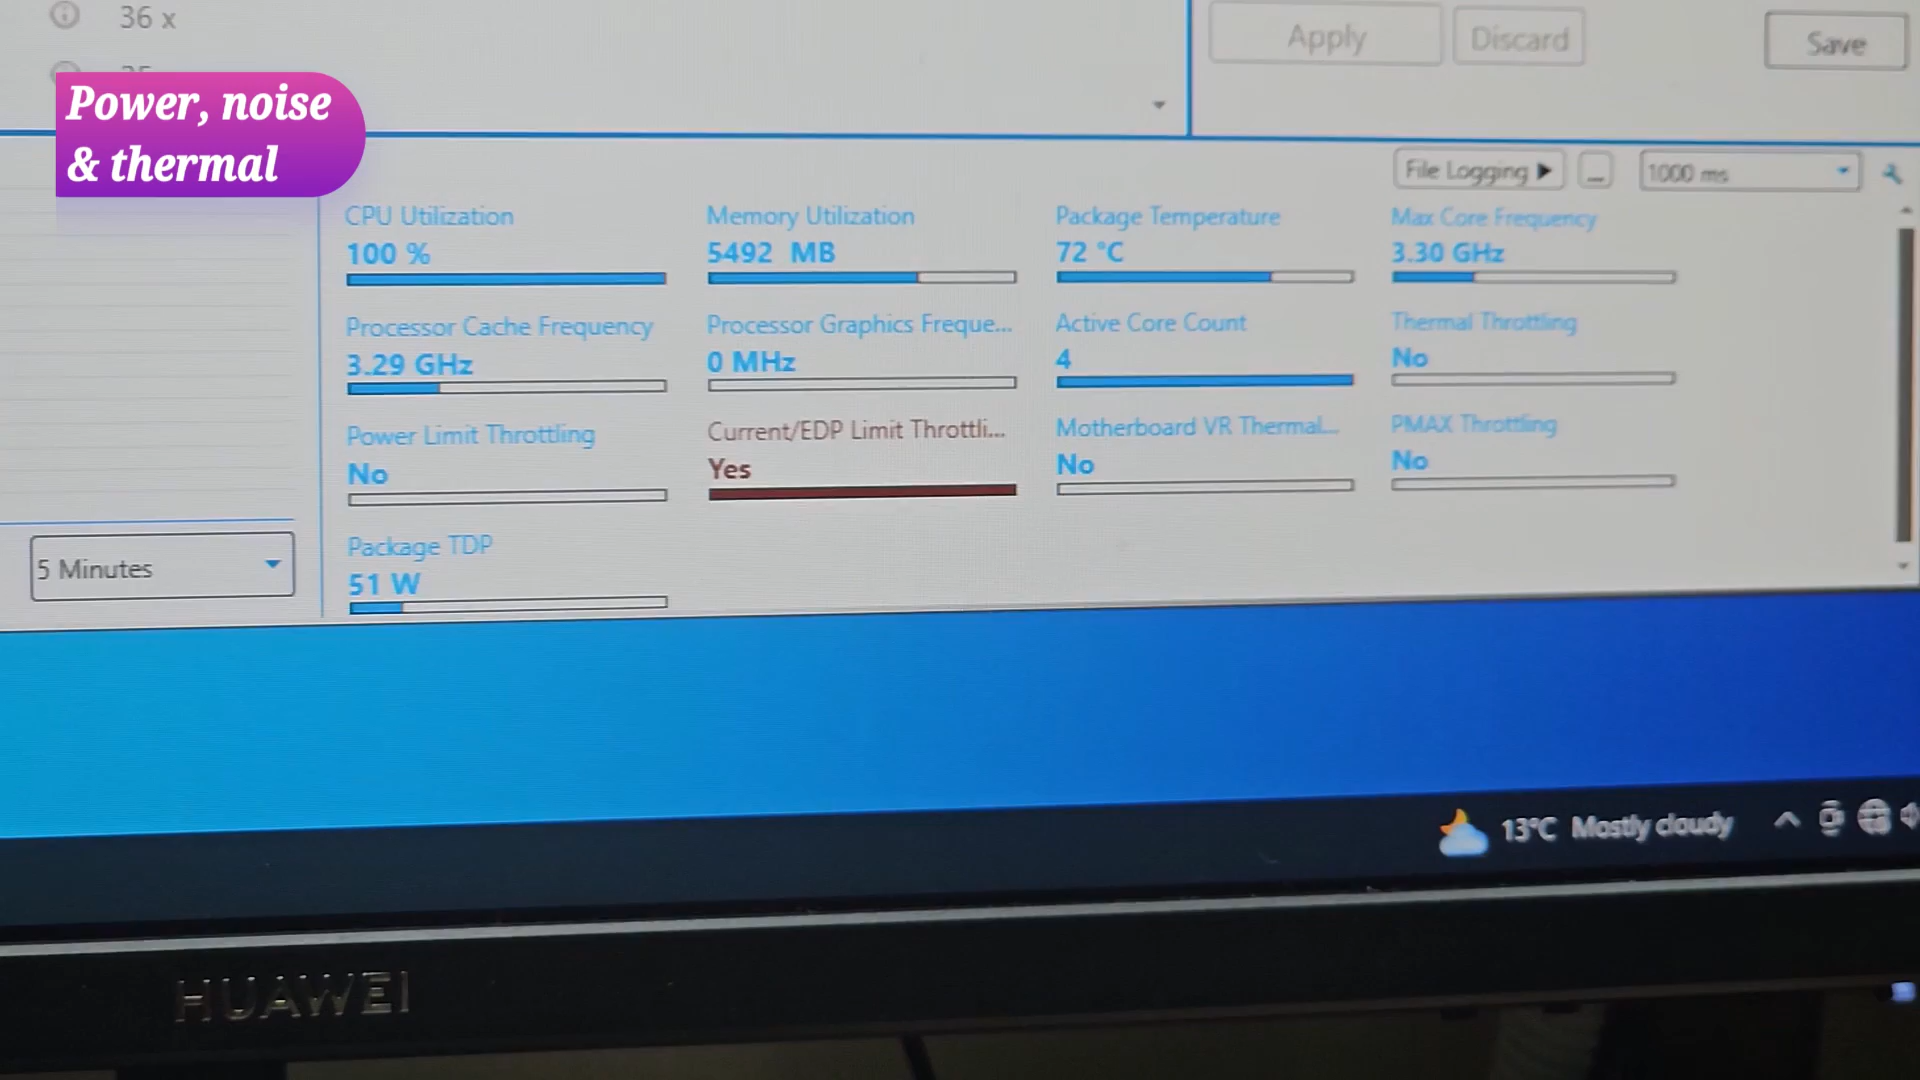 36 x
Apply
Discard
Save
Power, noise
& thermal
File Logging
...
1000 ms
CPU Utilization
100 %
Memory Utilization
5492 MB
Package Temperature
72 °C
Max Core Frequency
3.30 GHz
Processor Cache Frequency
3.29 GHz
Processor Graphics Freque...
0 MHz
Active Core Count
4
Thermal Throttling
No
Power Limit Throttling
No
Current/EDP Limit Throttli...
Yes
Motherboard VR Thermal...
No
PMAX Throttling
No
Package TDP
51 W
5 Minutes
13°C Mostly cloudy
HUAWEI